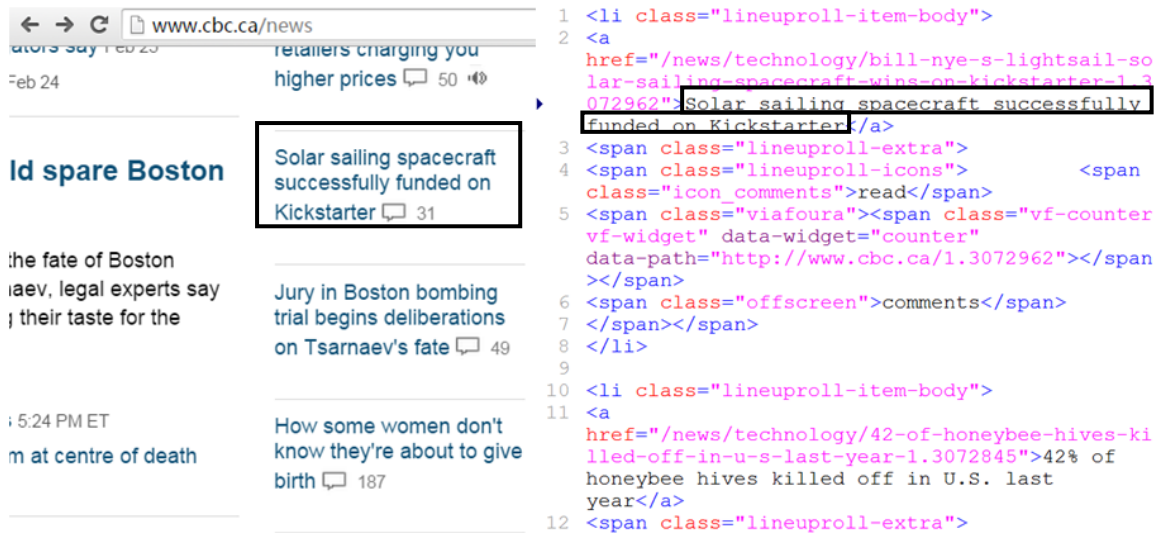 www.cbc.ca/news
ators say Feb 25
Feb 24
ld spare Boston
the fate of Boston
naev, legal experts say
g their taste for the
s 5:24 PM ET
m at centre of death
retailers charging you
higher prices 50
Solar sailing spacecraft
successfully funded on
Kickstarter 31
Jury in Boston bombing
trial begins deliberations
on Tsarnaev's fate 49
How some women don't
know they're about to give
birth 187
1 <li class="lineuproll-item-body">
2 <a
href="/news/technology/bill-nye-s-lightsail-so
lar-sailing-spacecraft-wins-on-kickstarter-1.3
072962">Solar sailing spacecraft successfully
funded on Kickstarter</a>
3 <span class="lineuproll-extra">
4 <span class="lineuproll-icons"> <span
class="icon_comments">read</span>
5 <span class="viafoura"><span class="vf-counter
vf-widget" data-widget="counter"
data-path="http://www.cbc.ca/1.3072962"></span
></span>
6 <span class="offscreen">comments</span>
7 </span></span>
8 </li>
9
10 <li class="lineuproll-item-body">
11 <a
href="/news/technology/42-of-honeybee-hives-ki
lled-off-in-u-s-last-year-1.3072845">42% of
honeybee hives killed off in U.S. last
year</a>
12 <span class="lineuproll-extra">